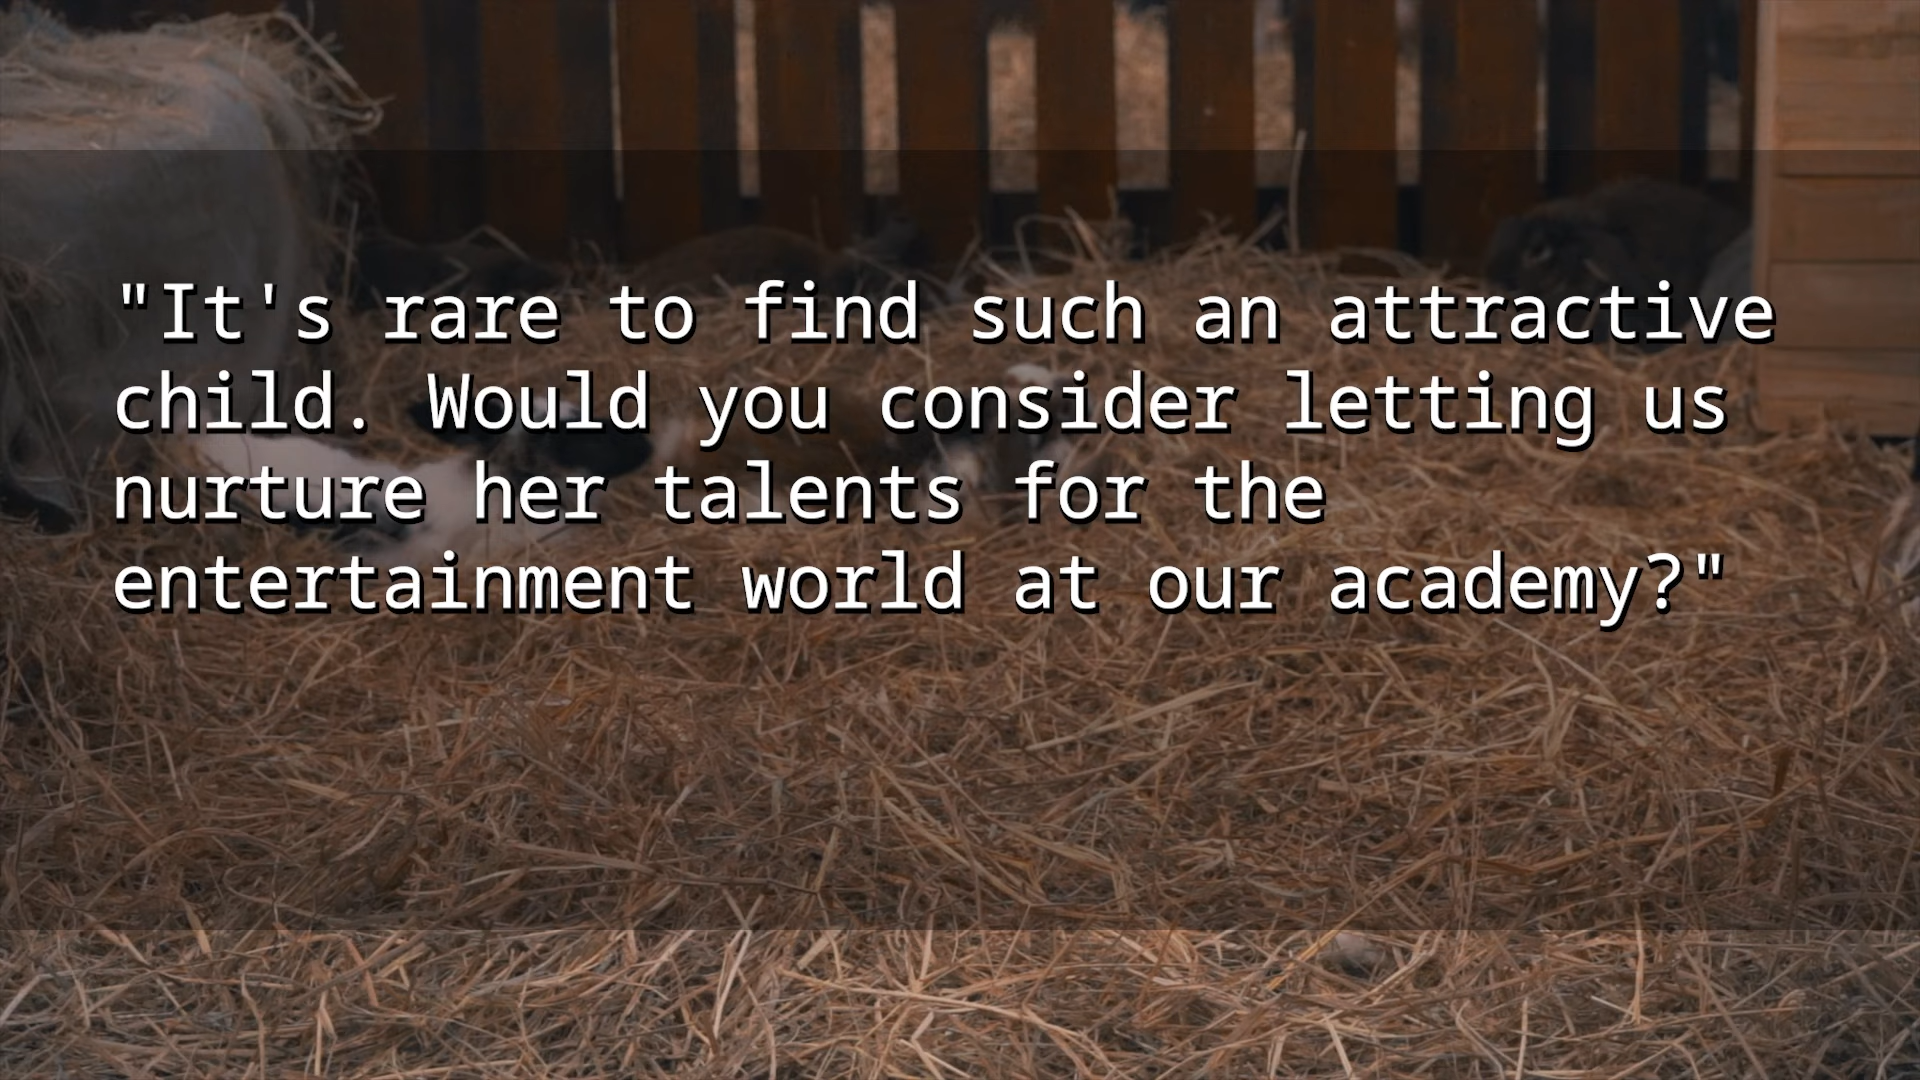 "It's rare to find such an attractive
child. Would you consider letting us
nurture her talents for the
entertainment world at our academy?"